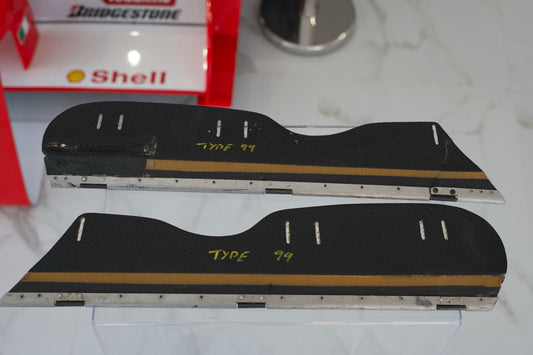 BRIDGESTONE
Shell
TYPE 99
TYPE 99